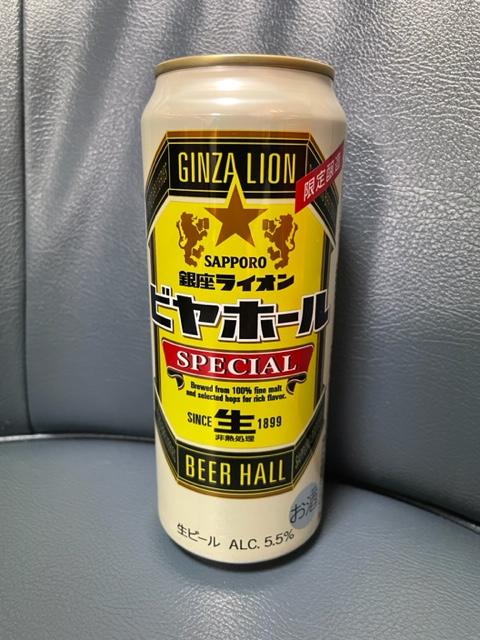 GINZA LION
限定醸造
SAPPORO
銀座ライオン
ビヤホール
SPECIAL
Brewed from 100% fine malt
and selected hops for rich flavor.
SINCE 生 1899
非熱処理
BEER HALL
お酒
生ビール ALC. 5.5%